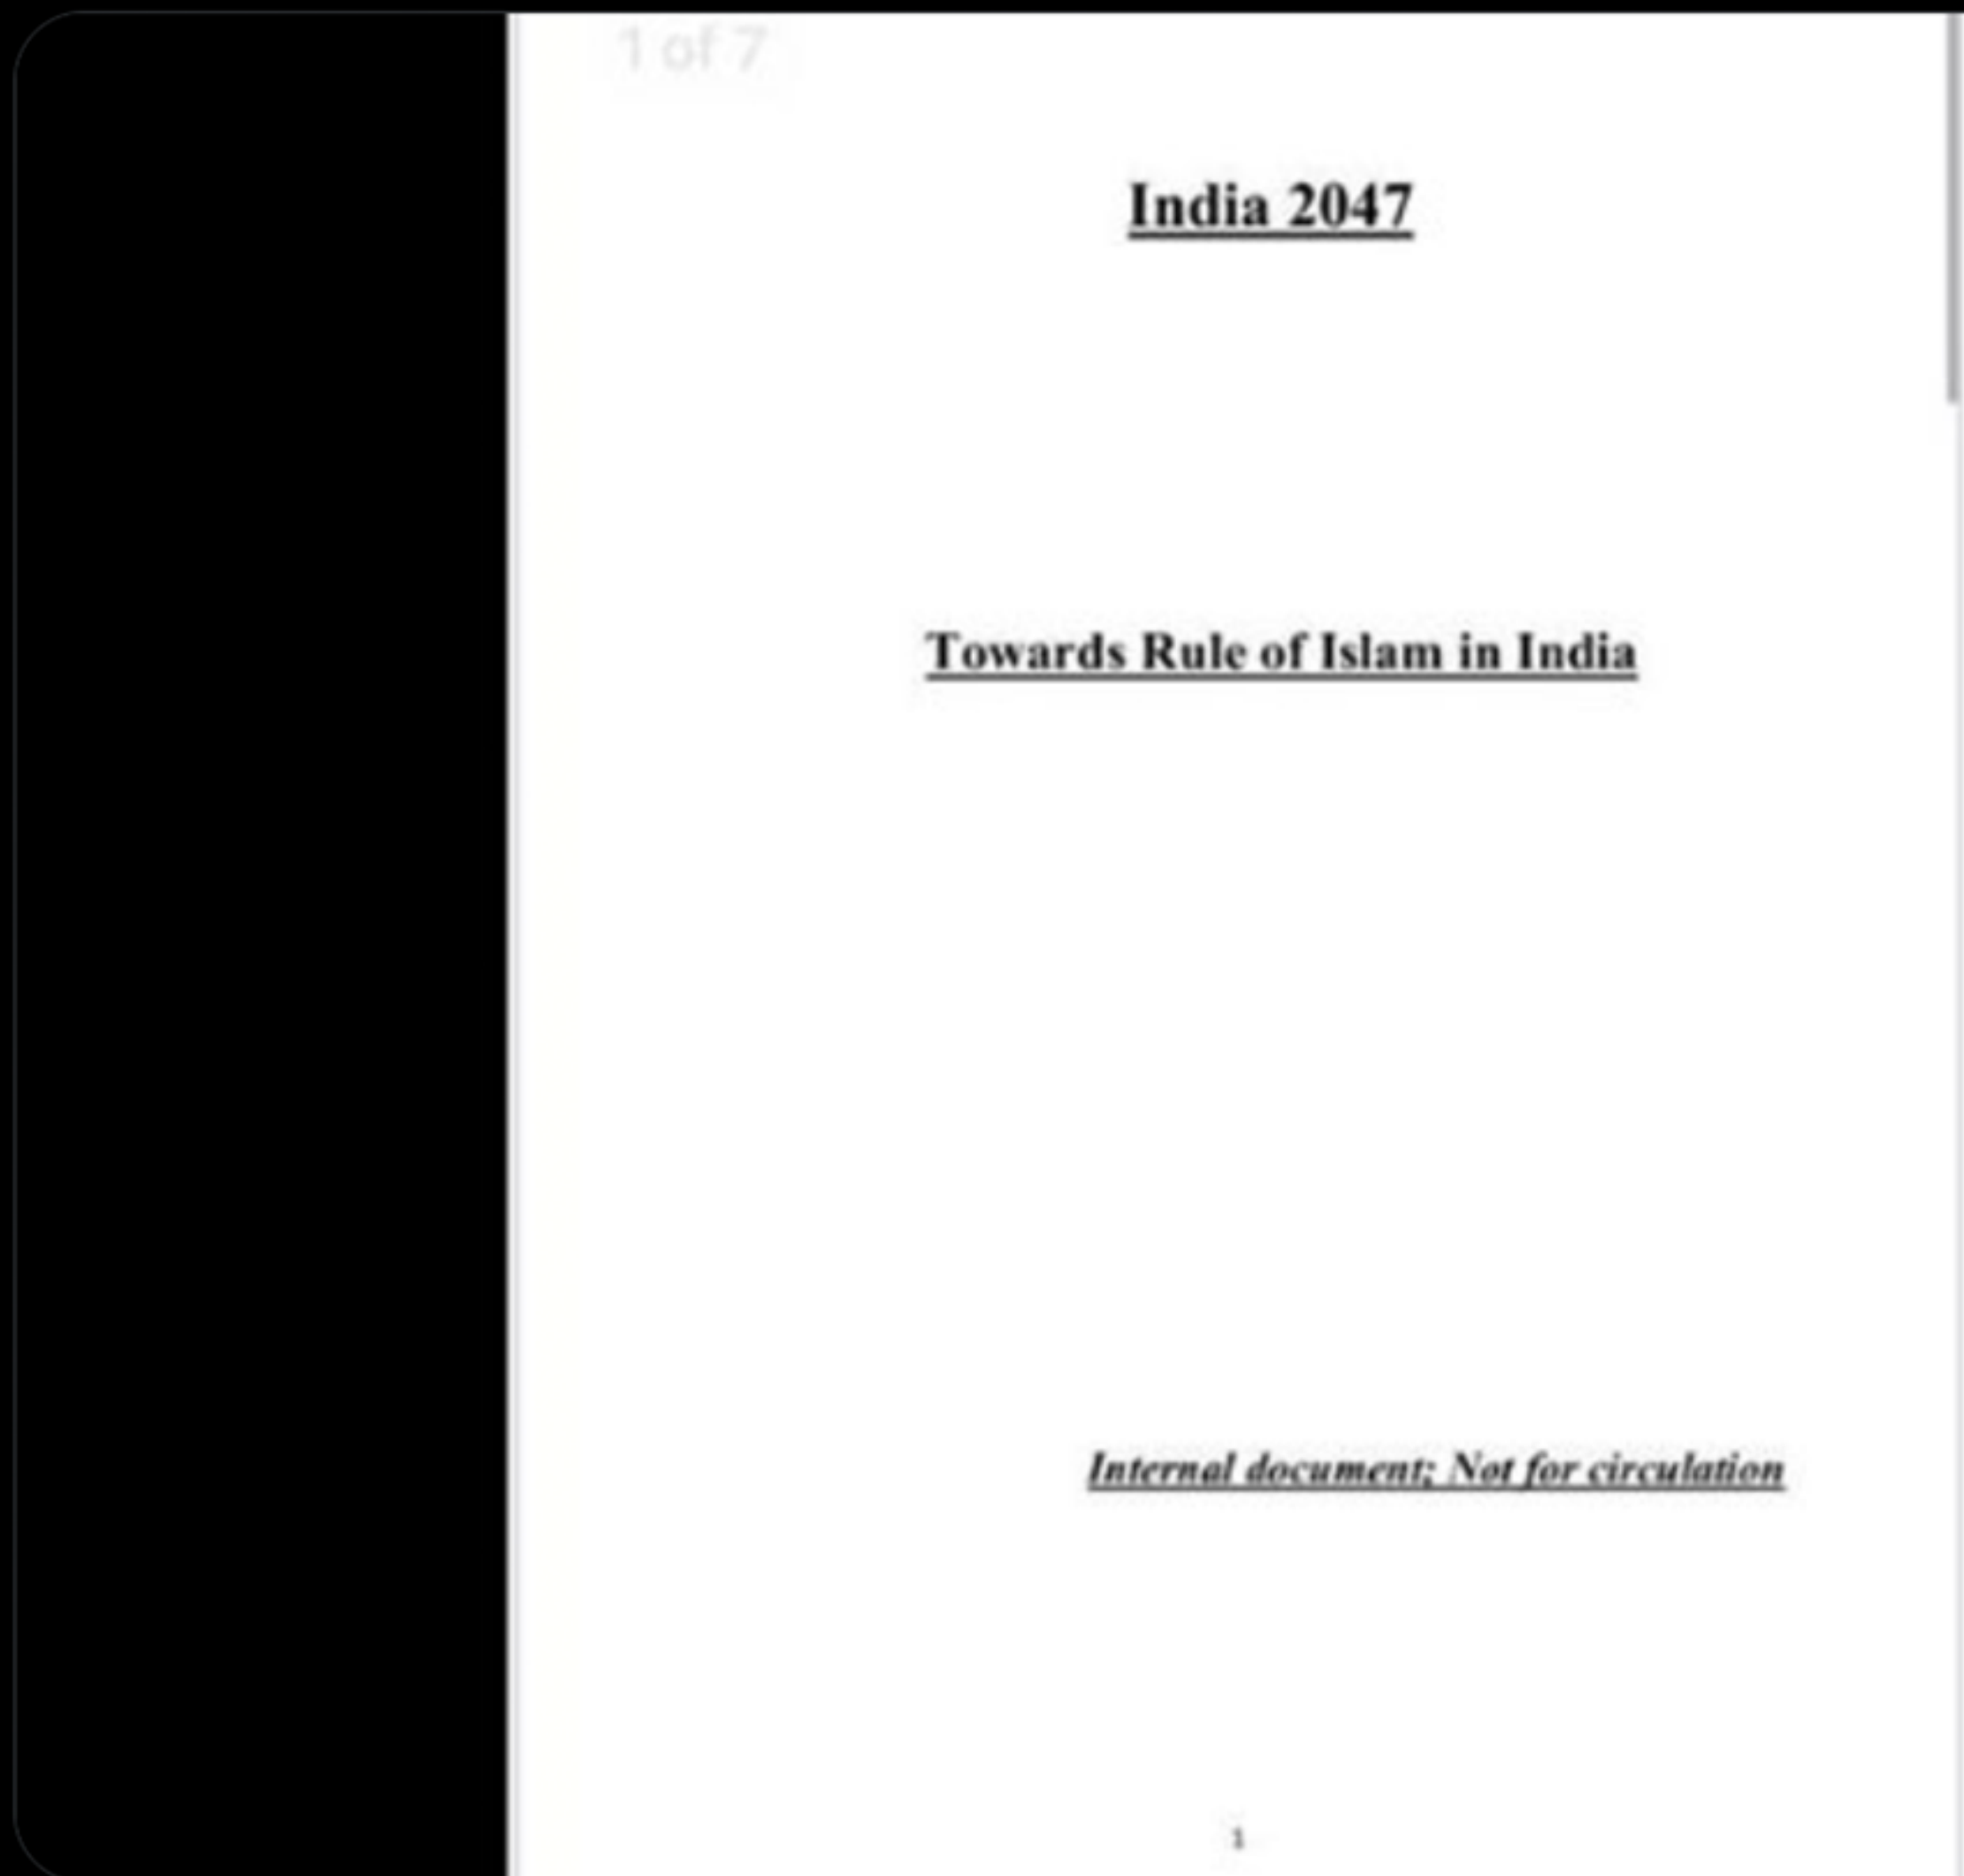 1 of 7
India 2047
Towards Rule of Islam in India
Internal document; Not for circulation
1